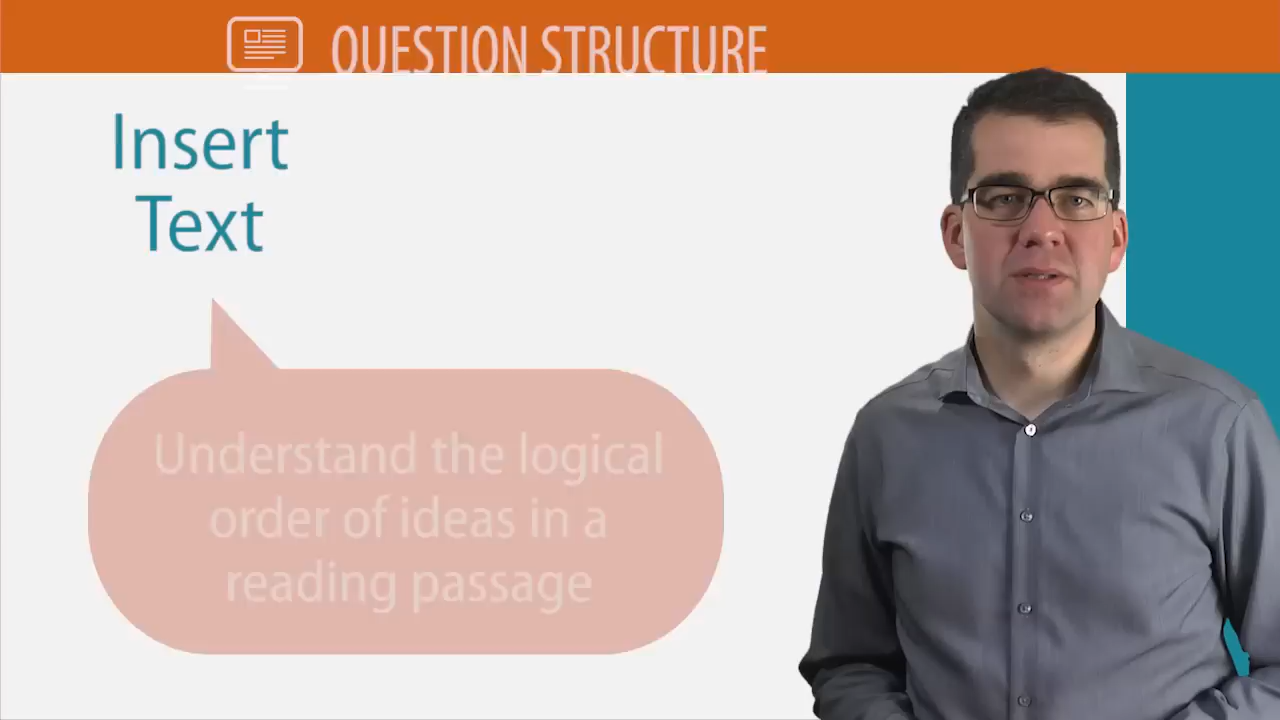 QUESTION STRUCTURE
Insert
Text
Understand the logical
order of ideas in a
reading passage